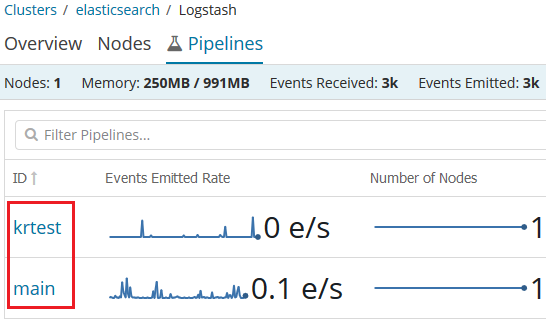 Clusters / elasticsearch / Logstash
Overview Nodes Pipelines
Nodes: 1 Memory: 250MB / 991MB Events Received: 3k Events Emitted: 3k
Filter Pipelines...
ID↑ Events Emitted Rate Number of Nodes
krtest 0 e/s 1
main 0.1 e/s 1